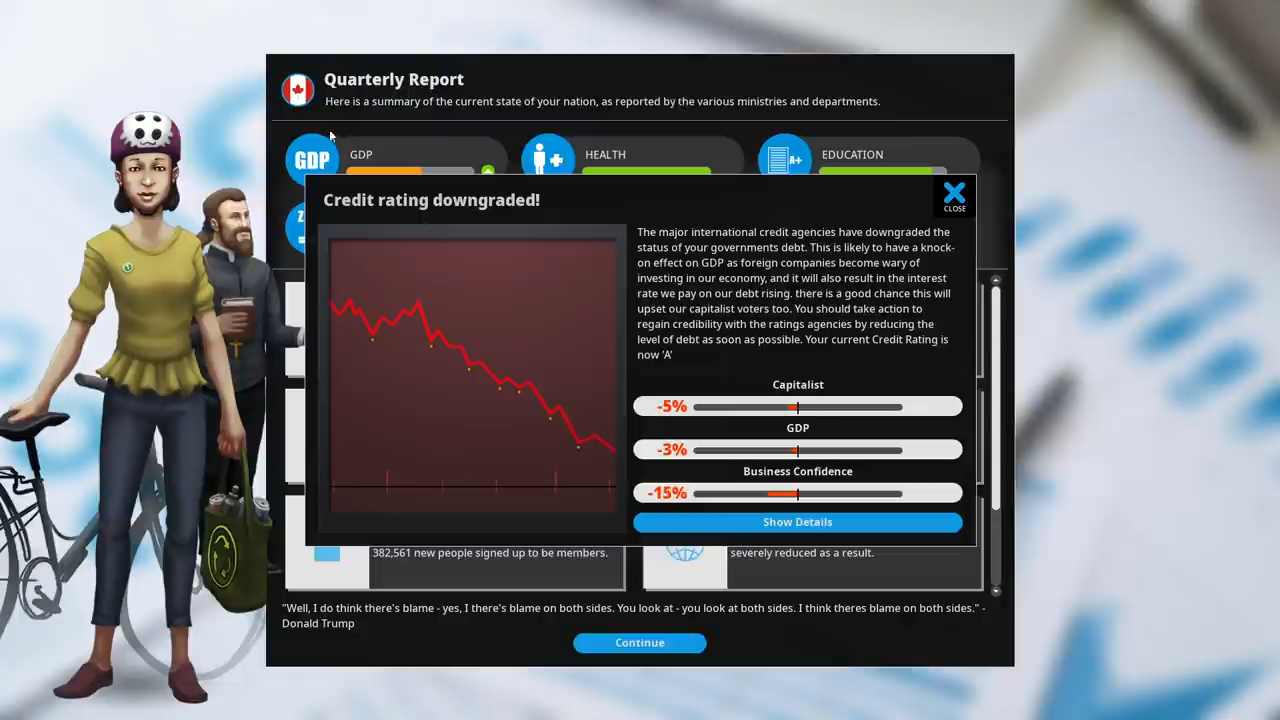 Quarterly Report
Here is a summary of the current state of your nation, as reported by the various ministries and departments.
GDP
GDP
HEALTH
A+
EDUCATION
Credit rating downgraded!
CLOSE
The major international credit agencies have downgraded the
status of your governments debt. This is likely to have a knock-
on effect on GDP as foreign companies become wary of
investing in our economy, and it will also result in the interest
rate we pay on our debt rising. there is a good chance this will
upset our capitalist voters too. You should take action to
regain credibility with the ratings agencies by reducing the
level of debt as soon as possible. Your current Credit Rating is
now 'A'
Capitalist
-5%
GDP
-3%
Business Confidence
-15%
Show Details
382,561 new people signed up to be members.
severely reduced as a result.
"Well, I do think there's blame - yes, I there's blame on both sides. You look at - you look at both sides. I think theres blame on both sides." -
Donald Trump
Continue